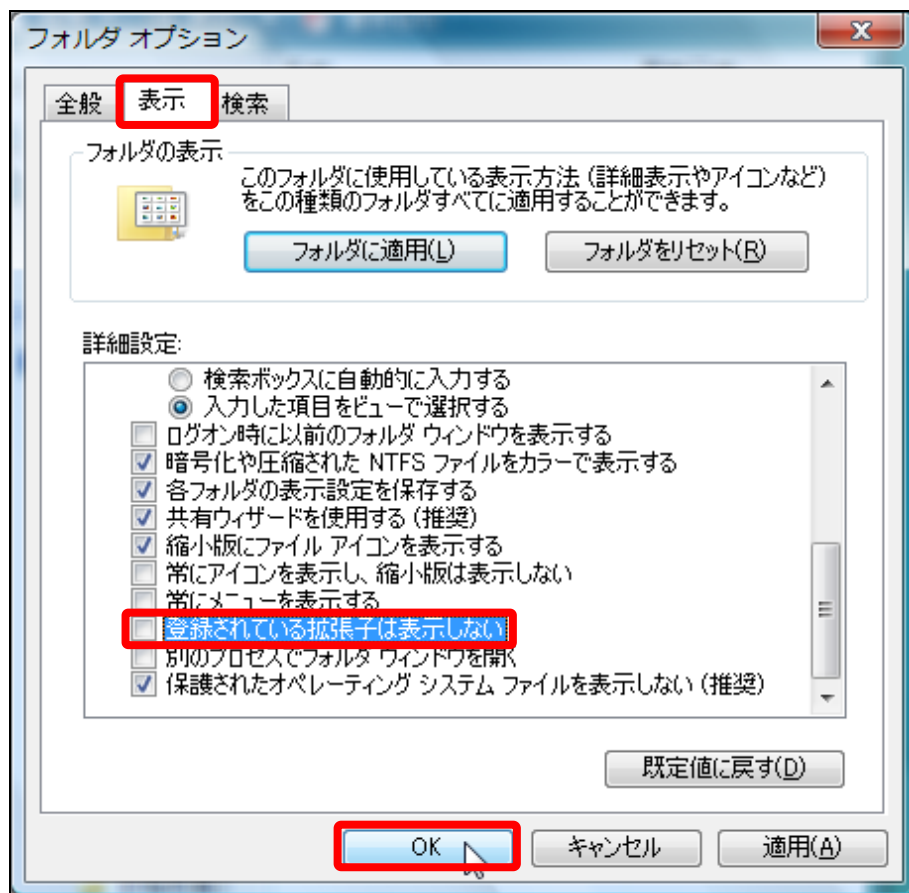 フォルダ オプション
全般 表示 検索
フォルダの表示
このフォルダに使用している表示方法 (詳細表示やアイコンなど)
をこの種類のフォルダすべてに適用することができます。
フォルダに適用(L) フォルダをリセット(R)
詳細設定:
検索ボックスに自動的に入力する
入力した項目をビューで選択する
ログオン時に以前のフォルダ ウィンドウを表示する
暗号化や圧縮された NTFS ファイルをカラーで表示する
各フォルダの表示設定を保存する
共有ウィザードを使用する (推奨)
縮小版にファイル アイコンを表示する
常にアイコンを表示し、縮小版は表示しない
常にメニューを表示する
登録されている拡張子は表示しない
別のプロセスでフォルダ ウィンドウを開く
保護されたオペレーティング システム ファイルを表示しない (推奨)
既定値に戻す(D)
OK キャンセル 適用(A)